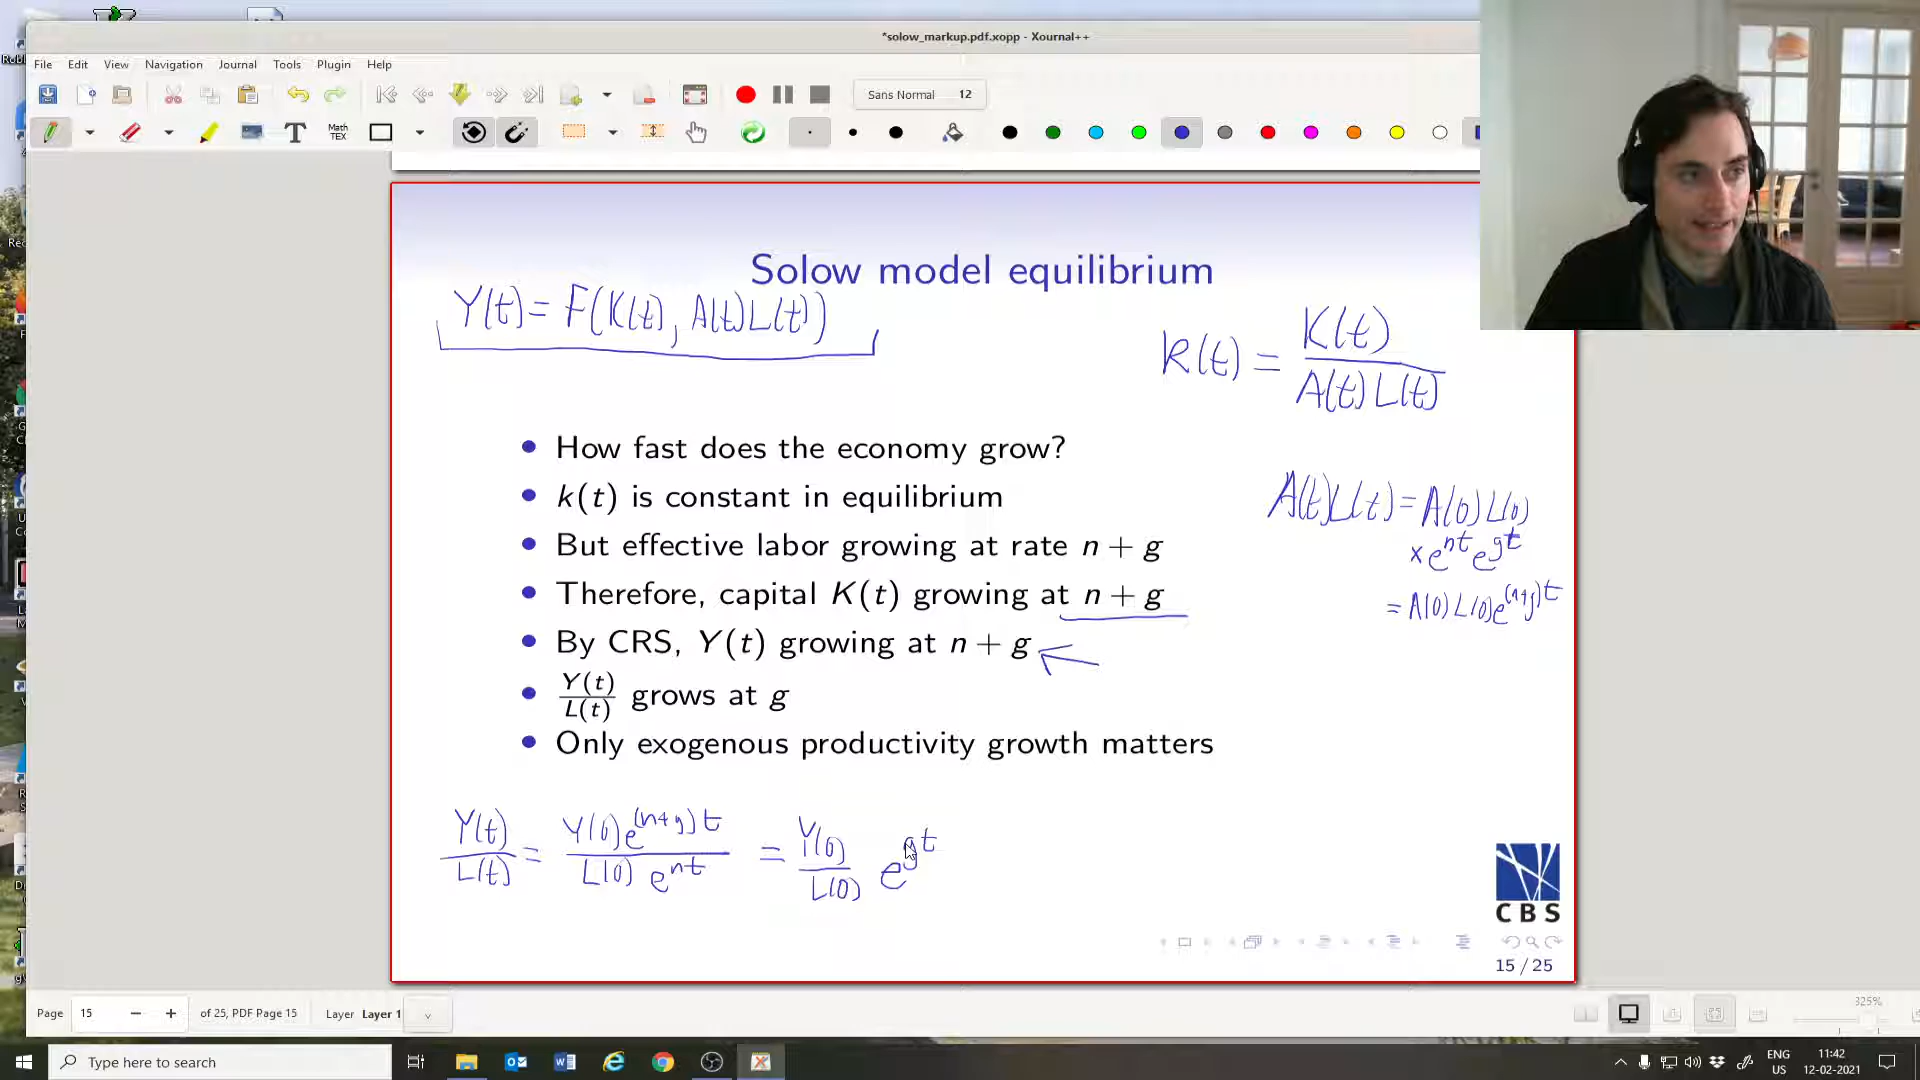 *solow_markup.pdf.xopp - Xournal++
File Edit View Navigation Journal Tools Plugin Help
Sans Normal 12
T Math TEX
Solow model equilibrium
Y(t) = F(K(t), A(t)L(t))
k(t) = K(t) / A(t) L(t)
• How fast does the economy grow?
• k(t) is constant in equilibrium
A(t)L(t) = A(0) L(0)
• But effective labor growing at rate n + g
× e^{nt} e^{gt}
• Therefore, capital K(t) growing at n + g
= A(0) L(0) e^{(n+g)t}
• By CRS, Y(t) growing at n + g
• Y(t)/L(t) grows at g
• Only exogenous productivity growth matters
Y(t)/L(t) = Y(0) e^{(n+g)t} / L(0) e^{nt} = Y(0)/L(0) e^{gt}
CBS
15 / 25
Page 15 − + of 25, PDF Page 15 Layer Layer 1
325%
Type here to search
ENG
US
11:42
12-02-2021